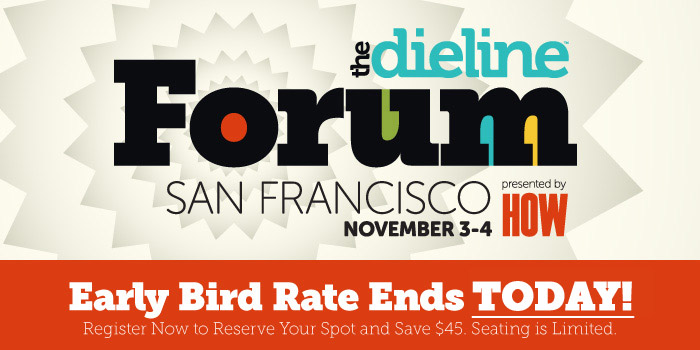 the dieline™
Forum
SAN FRANCISCO
NOVEMBER 3-4
presented by
HOW
Early Bird Rate Ends TODAY!
Register Now to Reserve Your Spot and Save $45. Seating is Limited.